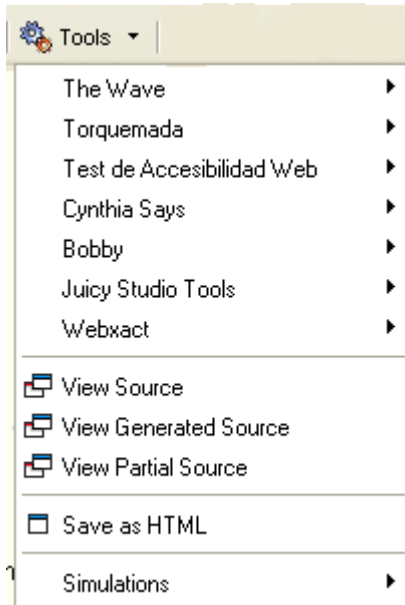 Tools
The Wave
Torquemada
Test de Accesibilidad Web
Cynthia Says
Bobby
Juicy Studio Tools
Webxact
View Source
View Generated Source
View Partial Source
Save as HTML
Simulations